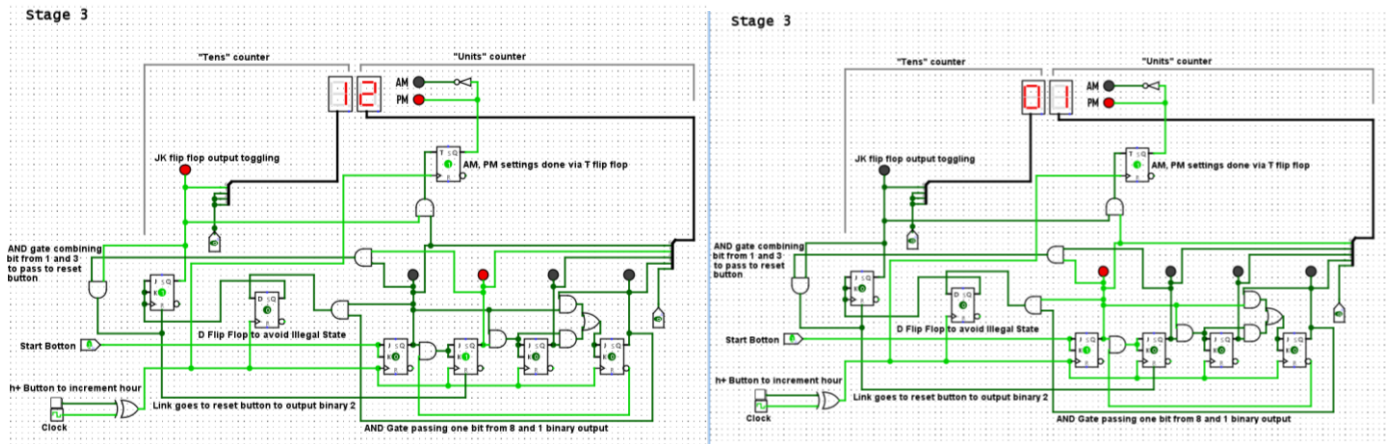 Stage 3
"Tens" counter
"Units" counter
12
AM
PM
JK flip flop output toggling
T S Q
AM, PM settings done via T flip flop
AND gate combining
bit from 1 and 3
to pass to reset
button
D Flip Flop to avoid Illegal State
Start Botton
h+ Button to increment hour
Link goes to reset button to output binary 2
Clock
AND Gate passing one bit from 8 and 1 binary output
Stage 3
"Tens" counter
"Units" counter
01
AM
PM
JK flip flop output toggling
T S Q
AM, PM settings done via T flip flop
AND gate combining
bit from 1 and 3
to pass to reset
button
D Flip Flop to avoid Illegal State
Start Botton
h+ Button to increment hour
Link goes to reset button to output binary 2
Clock
AND Gate passing one bit from 8 and 1 binary output